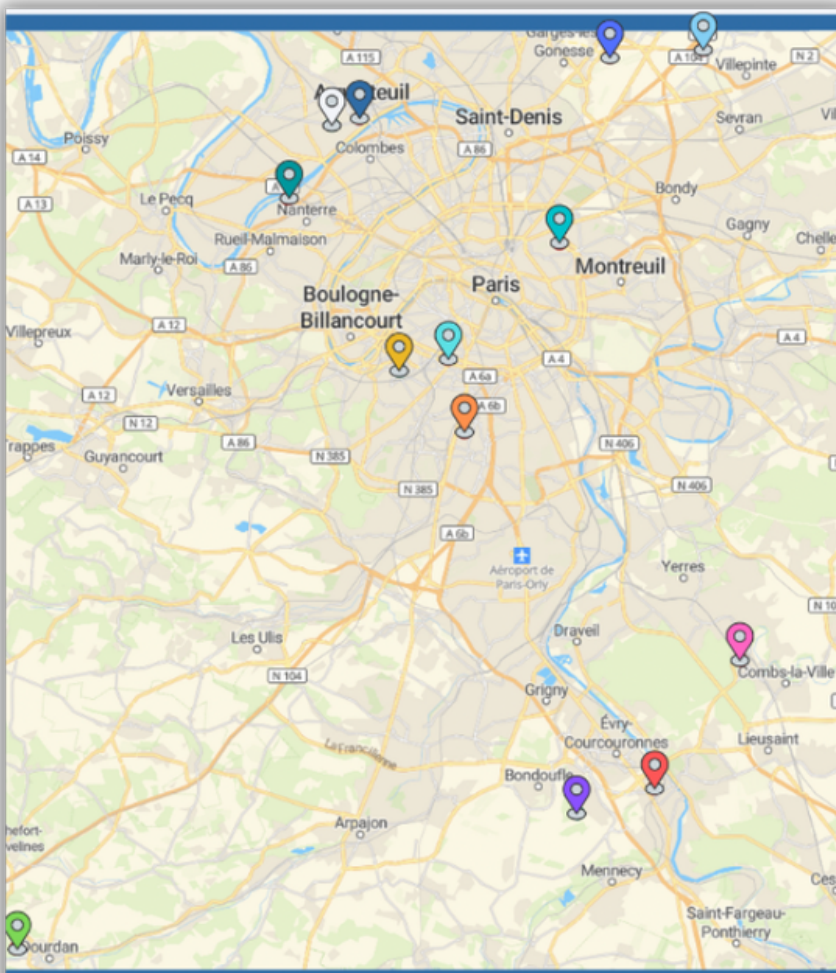 Garges-lès-
Gonesse
A 115
A 104
N 2
Villepinte
Saint-Denis
Sevran
Poissy
A 14
Colombes
A 86
Bondy
Le Pecq
A 13
Nanterre
Rueil-Malmaison
Gagny
Marly-le-Roi
A 86
Montreuil
Paris
Boulogne-
Billancourt
A 12
Villepreux
A 4
A 4
A 6a
Versailles
A 12
A 6b
N 12
A 86
N 406
N 385
Guyancourt
N 385
N 406
A 6b
Aéroport de
Paris-Orly
Yerres
Draveil
Les Ulis
N 104
Combs-la-Ville
Grigny
Évry-
Courcouronnes
Lieusaint
La Francilienne
Bondoufle
Arpajon
Mennecy
Saint-Fargeau-
Ponthierry
Dourdan